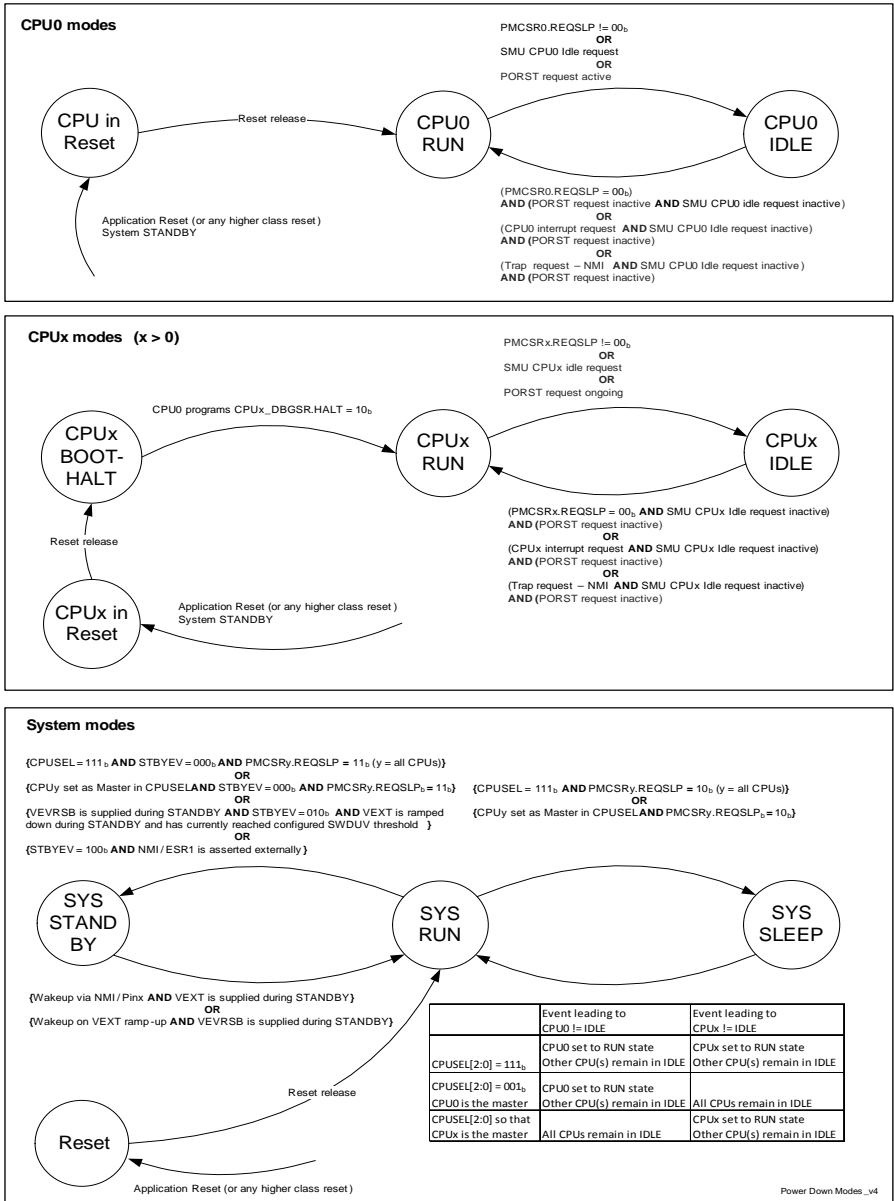 CPU0 modes
PMCSR0.REQSLP != 00b
OR
SMU CPU0 Idle request
OR
PORST request active
CPU in
Reset
Reset release
CPU0
RUN
CPU0
IDLE
Application Reset (or any higher class reset)
System STANDBY
(PMCSR0.REQSLP = 00b)
AND (PORST request inactive AND SMU CPU0 idle request inactive)
OR
(CPU0 interrupt request AND SMU CPU0 Idle request inactive)
AND (PORST request inactive)
OR
(Trap request – NMI AND SMU CPU0 Idle request inactive)
AND (PORST request inactive)
CPUx modes (x > 0)
PMCSRx.REQSLP != 00b
OR
SMU CPUx idle request
OR
PORST request ongoing
CPU0 programs CPUx_DBGSR.HALT = 10b
CPUx
BOOT-
HALT
CPUx
RUN
CPUx
IDLE
Reset release
(PMCSRx.REQSLP = 00b AND SMU CPUx Idle request inactive)
AND (PORST request inactive)
OR
(CPUx interrupt request AND SMU CPUx Idle request inactive)
AND (PORST request inactive)
OR
(Trap request – NMI AND SMU CPUx Idle request inactive)
AND (PORST request inactive)
CPUx in
Reset
Application Reset (or any higher class reset)
System STANDBY
System modes
{CPUSEL = 111b AND STBYEV = 000b AND PMCSRy.REQSLP = 11b (y = all CPUs)}
OR
{CPUy set as Master in CPUSEL AND STBYEV = 000b AND PMCSRy.REQSLPb = 11b}
OR
{VEVRSB is supplied during STANDBY AND STBYEV = 010b AND VEXT is ramped
down during STANDBY and has currently reached configured SWDUV threshold }
OR
{STBYEV = 100b AND NMI / ESR1 is asserted externally}
{CPUSEL = 111b AND PMCSRy.REQSLP = 10b (y = all CPUs)}
OR
{CPUy set as Master in CPUSEL AND PMCSRy.REQSLPb = 10b}
SYS
STAND
BY
SYS
RUN
SYS
SLEEP
{Wakeup via NMI / Pinx AND VEXT is supplied during STANDBY}
OR
{Wakeup on VEXT ramp-up AND VEVRSB is supplied during STANDBY}
Event leading to
CPU0 != IDLE
Event leading to
CPUx != IDLE
CPUSEL[2:0] = 111b
CPU0 set to RUN state
Other CPU(s) remain in IDLE
CPUx set to RUN state
Other CPU(s) remain in IDLE
CPUSEL[2:0] = 001b
CPU0 is the master
CPU0 set to RUN state
Other CPU(s) remain in IDLE
All CPUs remain in IDLE
CPUSEL[2:0] so that
CPUx is the master
All CPUs remain in IDLE
CPUx set to RUN state
Other CPU(s) remain in IDLE
Reset release
Reset
Application Reset (or any higher class reset)
Power Down Modes_v4